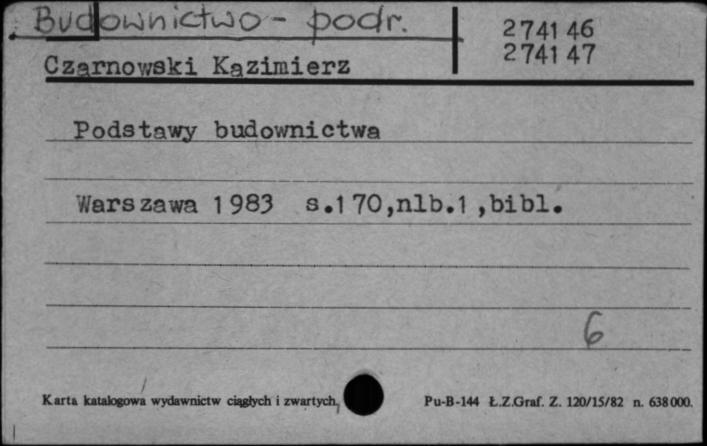 Budownictwo - podr.
274146
274147
Czarnowski Kazimierz
Podstawy budownictwa
Warszawa 1983 s.170,nlb.1,bibl.
6
Karta katalogowa wydawnictw ciągłych i zwartych, Pu-B-144 Ł.Z.Graf. Z. 120/15/82 n. 638000.